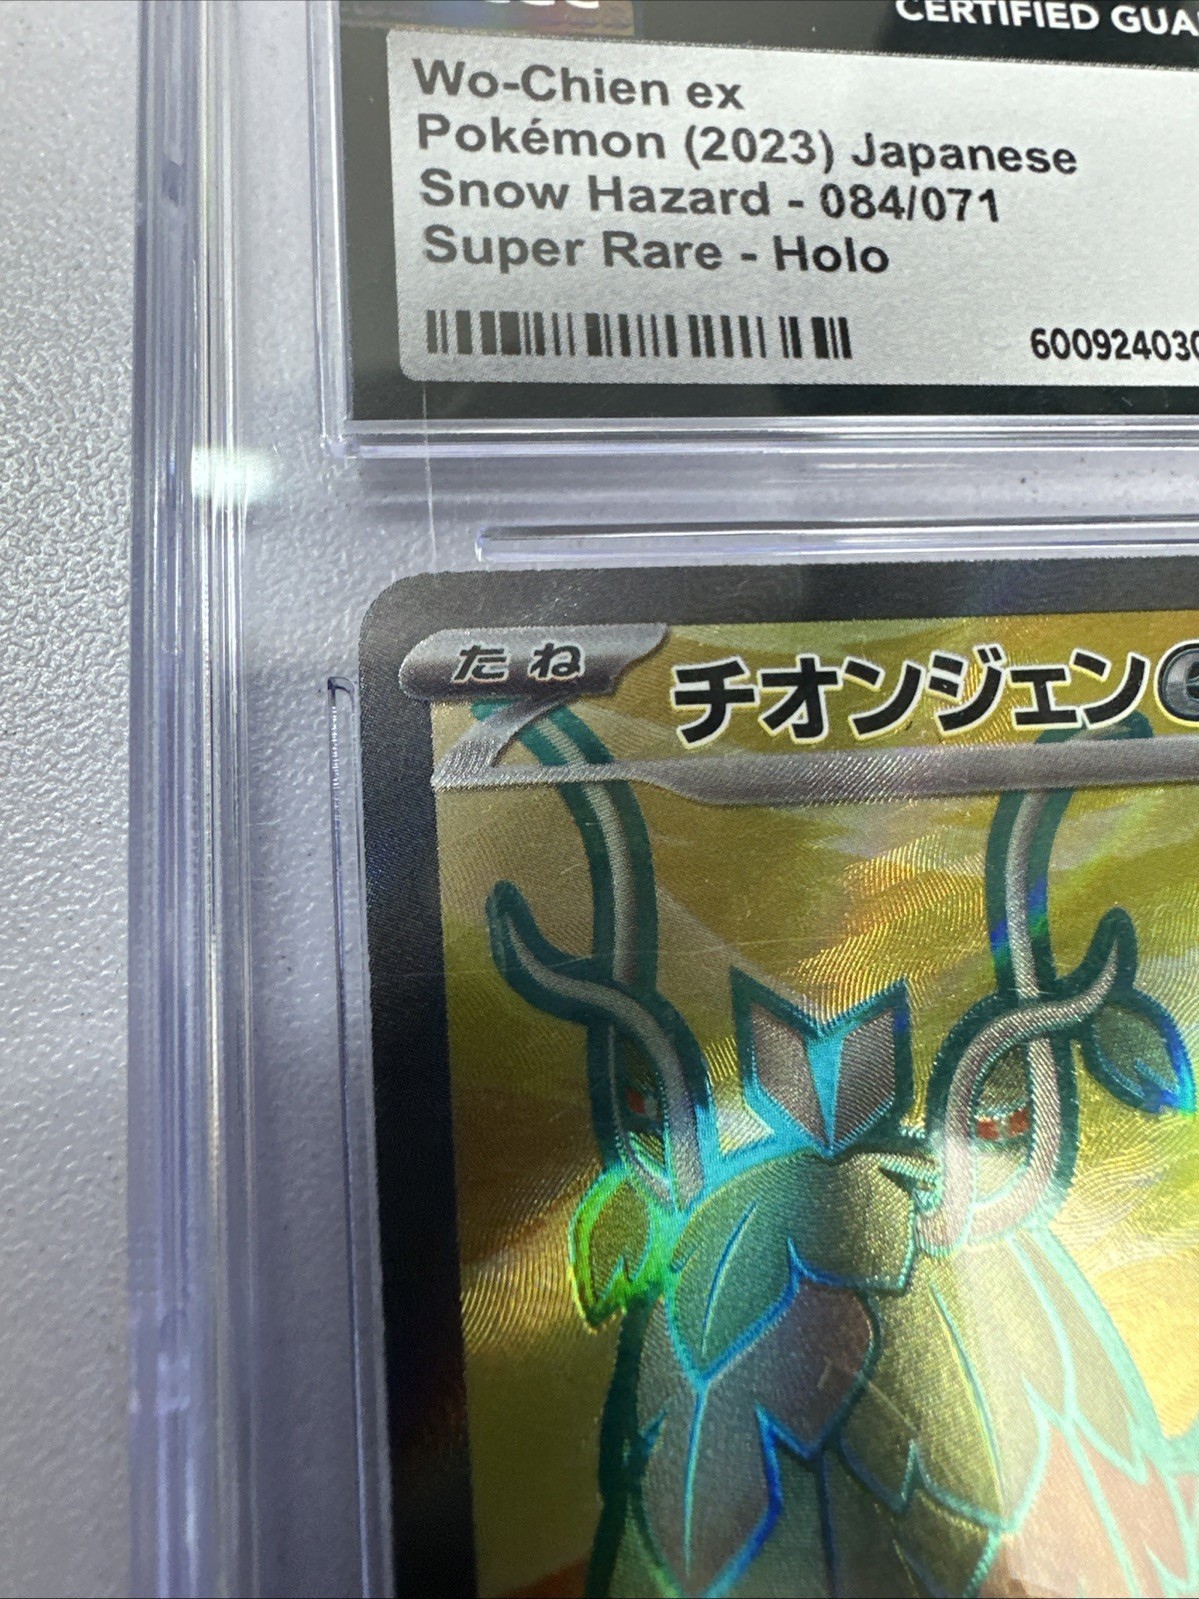 CERTIFIED GUA
Wo-Chien ex
Pokémon (2023) Japanese
Snow Hazard - 084/071
Super Rare - Holo
60092403
たね
チオンジェン